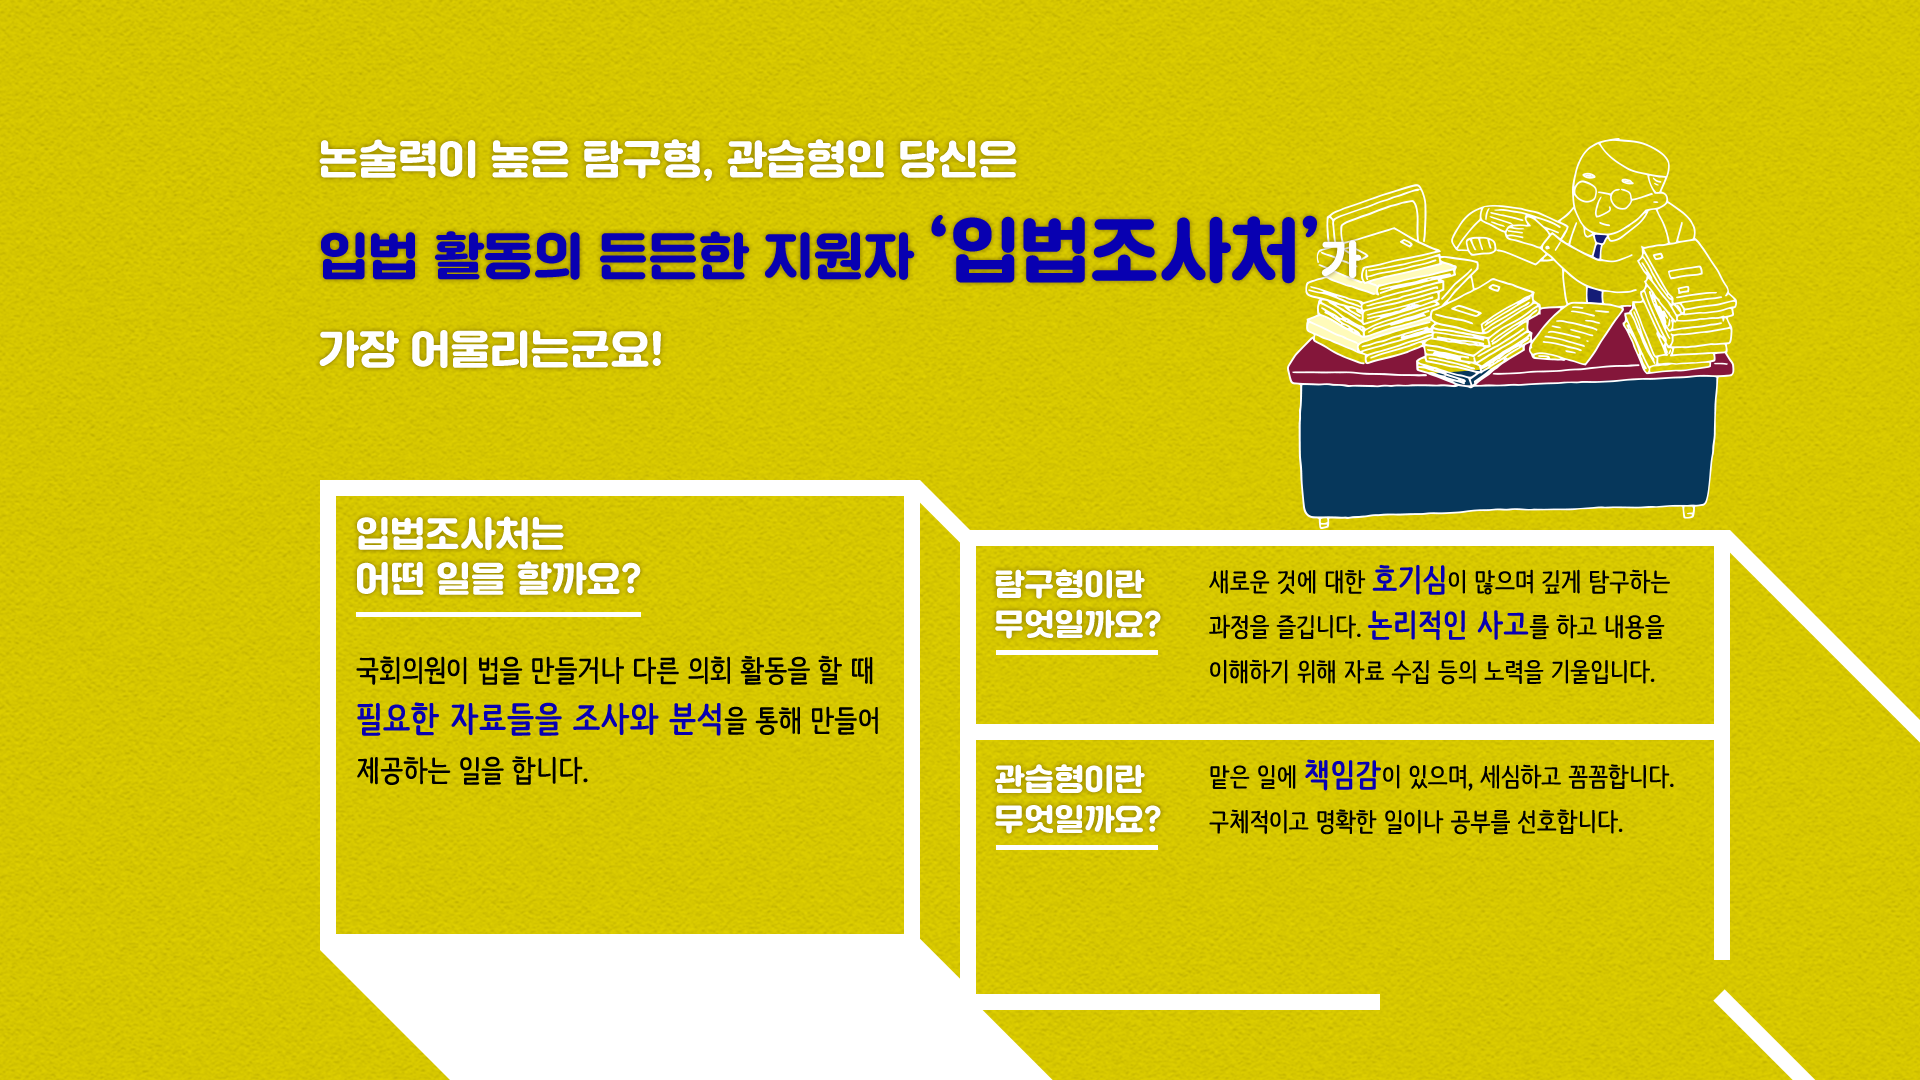 논술력이 높은 탐구형, 관습형인 당신은
입법 활동의 든든한 지원자 ‘입법조사처’가
가장 어울리는군요!
입법조사처는
어떤 일을 할까요?
국회의원이 법을 만들거나 다른 의회 활동을 할 때
필요한 자료들을 조사와 분석을 통해 만들어
제공하는 일을 합니다.
탐구형이란
무엇일까요?
새로운 것에 대한 호기심이 많으며 깊게 탐구하는
과정을 즐깁니다. 논리적인 사고를 하고 내용을
이해하기 위해 자료 수집 등의 노력을 기울입니다.
관습형이란
무엇일까요?
맡은 일에 책임감이 있으며, 세심하고 꼼꼼합니다.
구체적이고 명확한 일이나 공부를 선호합니다.